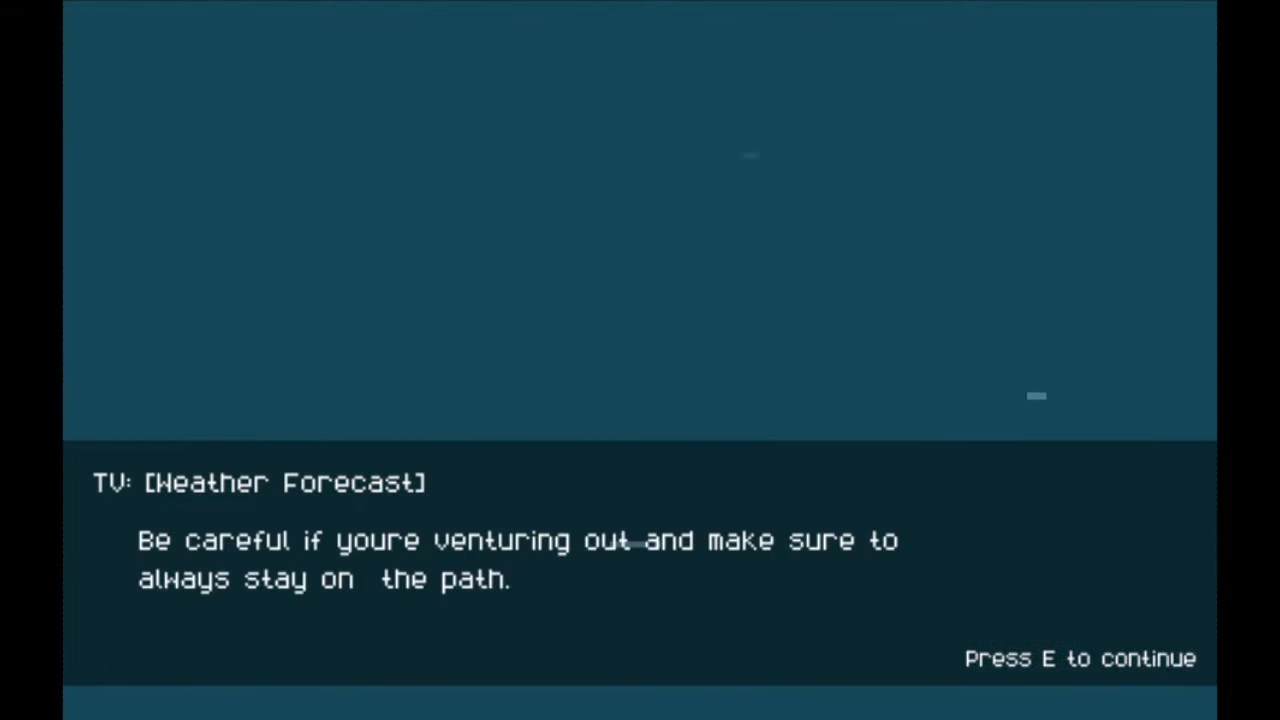 TV: [Weather Forecast]
Be careful if youre venturing out and make sure to
always stay on  the path.
Press E to continue